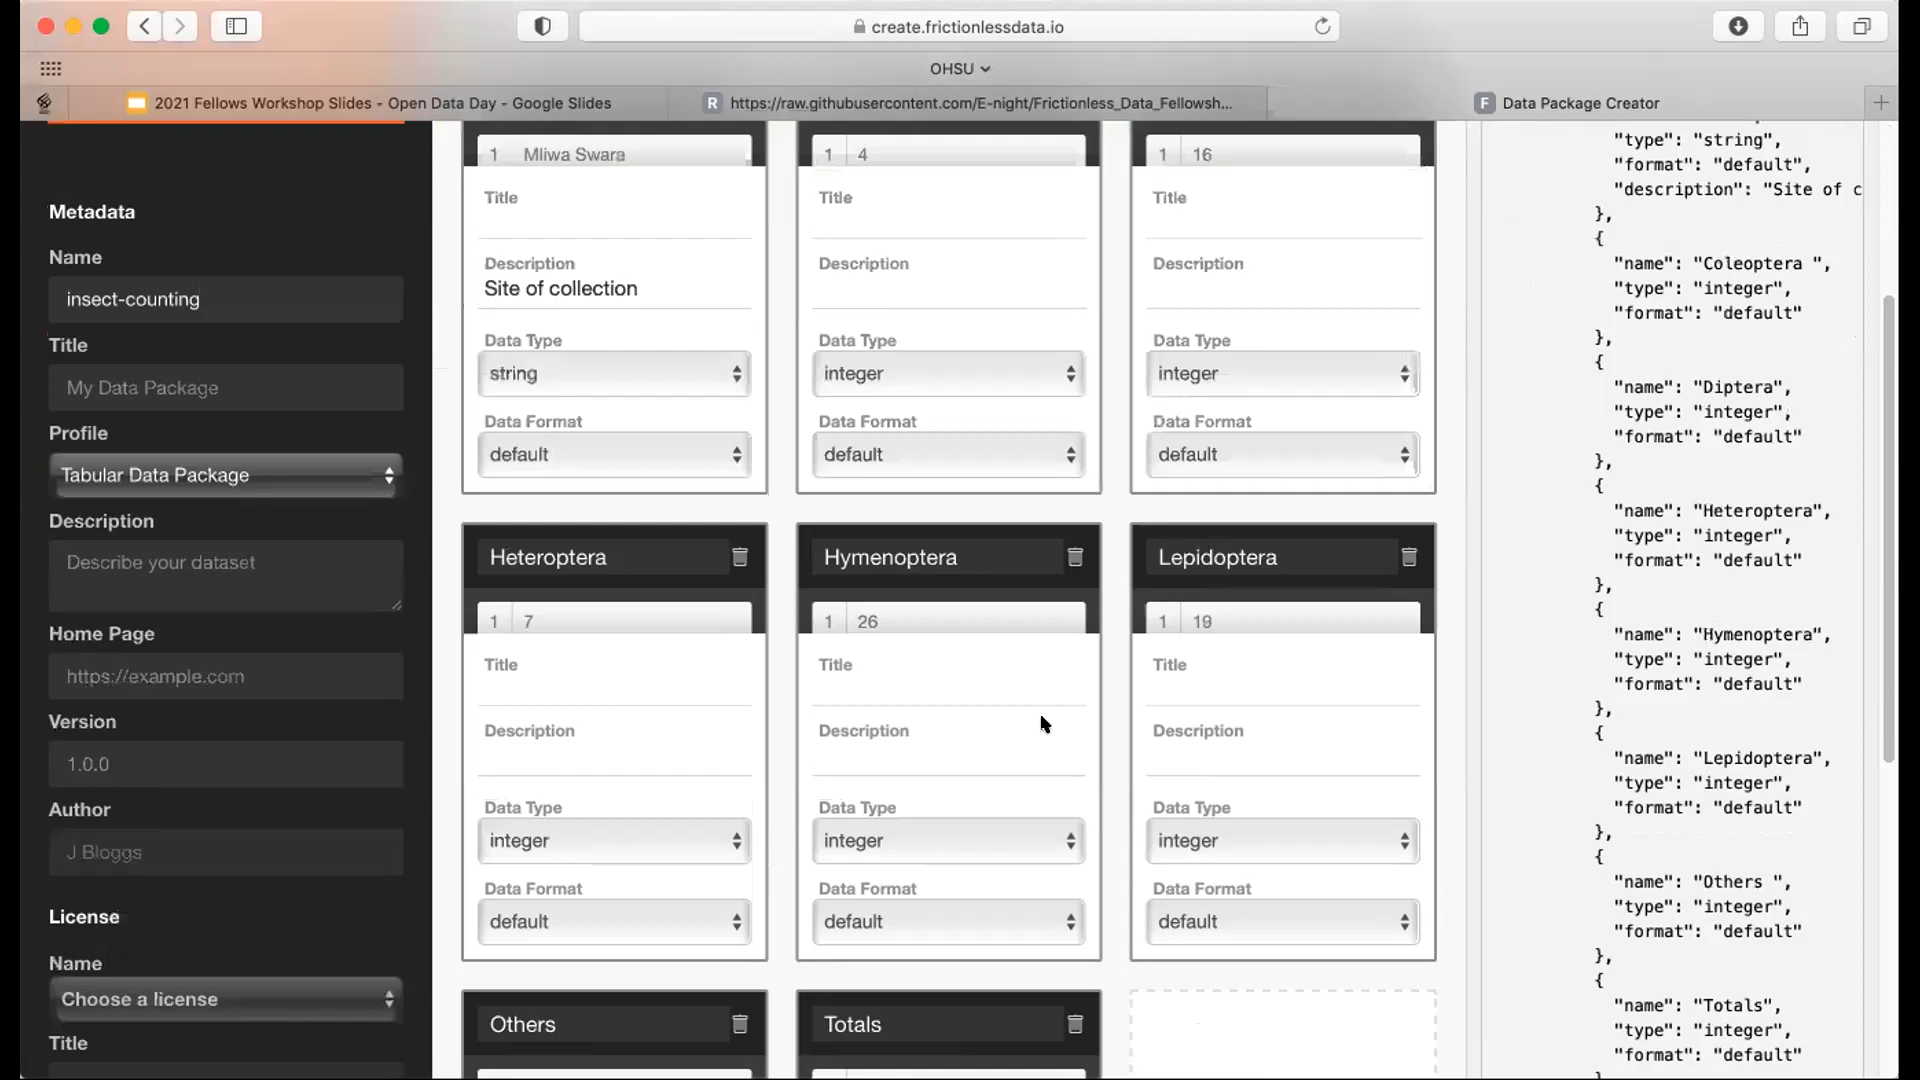 create.frictionlessdata.io
OHSU
2021 Fellows Workshop Slides - Open Data Day - Google Slides
R
https://raw.githubusercontent.com/E-night/Frictionless_Data_Fellowsh...
F
Data Package Creator
Metadata
Name
insect-counting
Title
My Data Package
Profile
Tabular Data Package
Description
Describe your dataset
Home Page
https://example.com
Version
1.0.0
Author
J Bloggs
License
Name
Choose a license
Title
1 Mliwa Swara
Title
Description
Site of collection
Data Type
string
Data Format
default
1 4
Title
Description
Data Type
integer
Data Format
default
1 16
Title
Description
Data Type
integer
Data Format
default
Heteroptera
1 7
Title
Description
Data Type
integer
Data Format
default
Hymenoptera
1 26
Title
Description
Data Type
integer
Data Format
default
Lepidoptera
1 19
Title
Description
Data Type
integer
Data Format
default
Others
Totals
"type": "string",
"format": "default",
"description": "Site of c
},
{
"name": "Coleoptera ",
"type": "integer",
"format": "default"
},
{
"name": "Diptera",
"type": "integer",
"format": "default"
},
{
"name": "Heteroptera",
"type": "integer",
"format": "default"
},
{
"name": "Hymenoptera",
"type": "integer",
"format": "default"
},
{
"name": "Lepidoptera",
"type": "integer",
"format": "default"
},
{
"name": "Others ",
"type": "integer",
"format": "default"
},
{
"name": "Totals",
"type": "integer",
"format": "default"